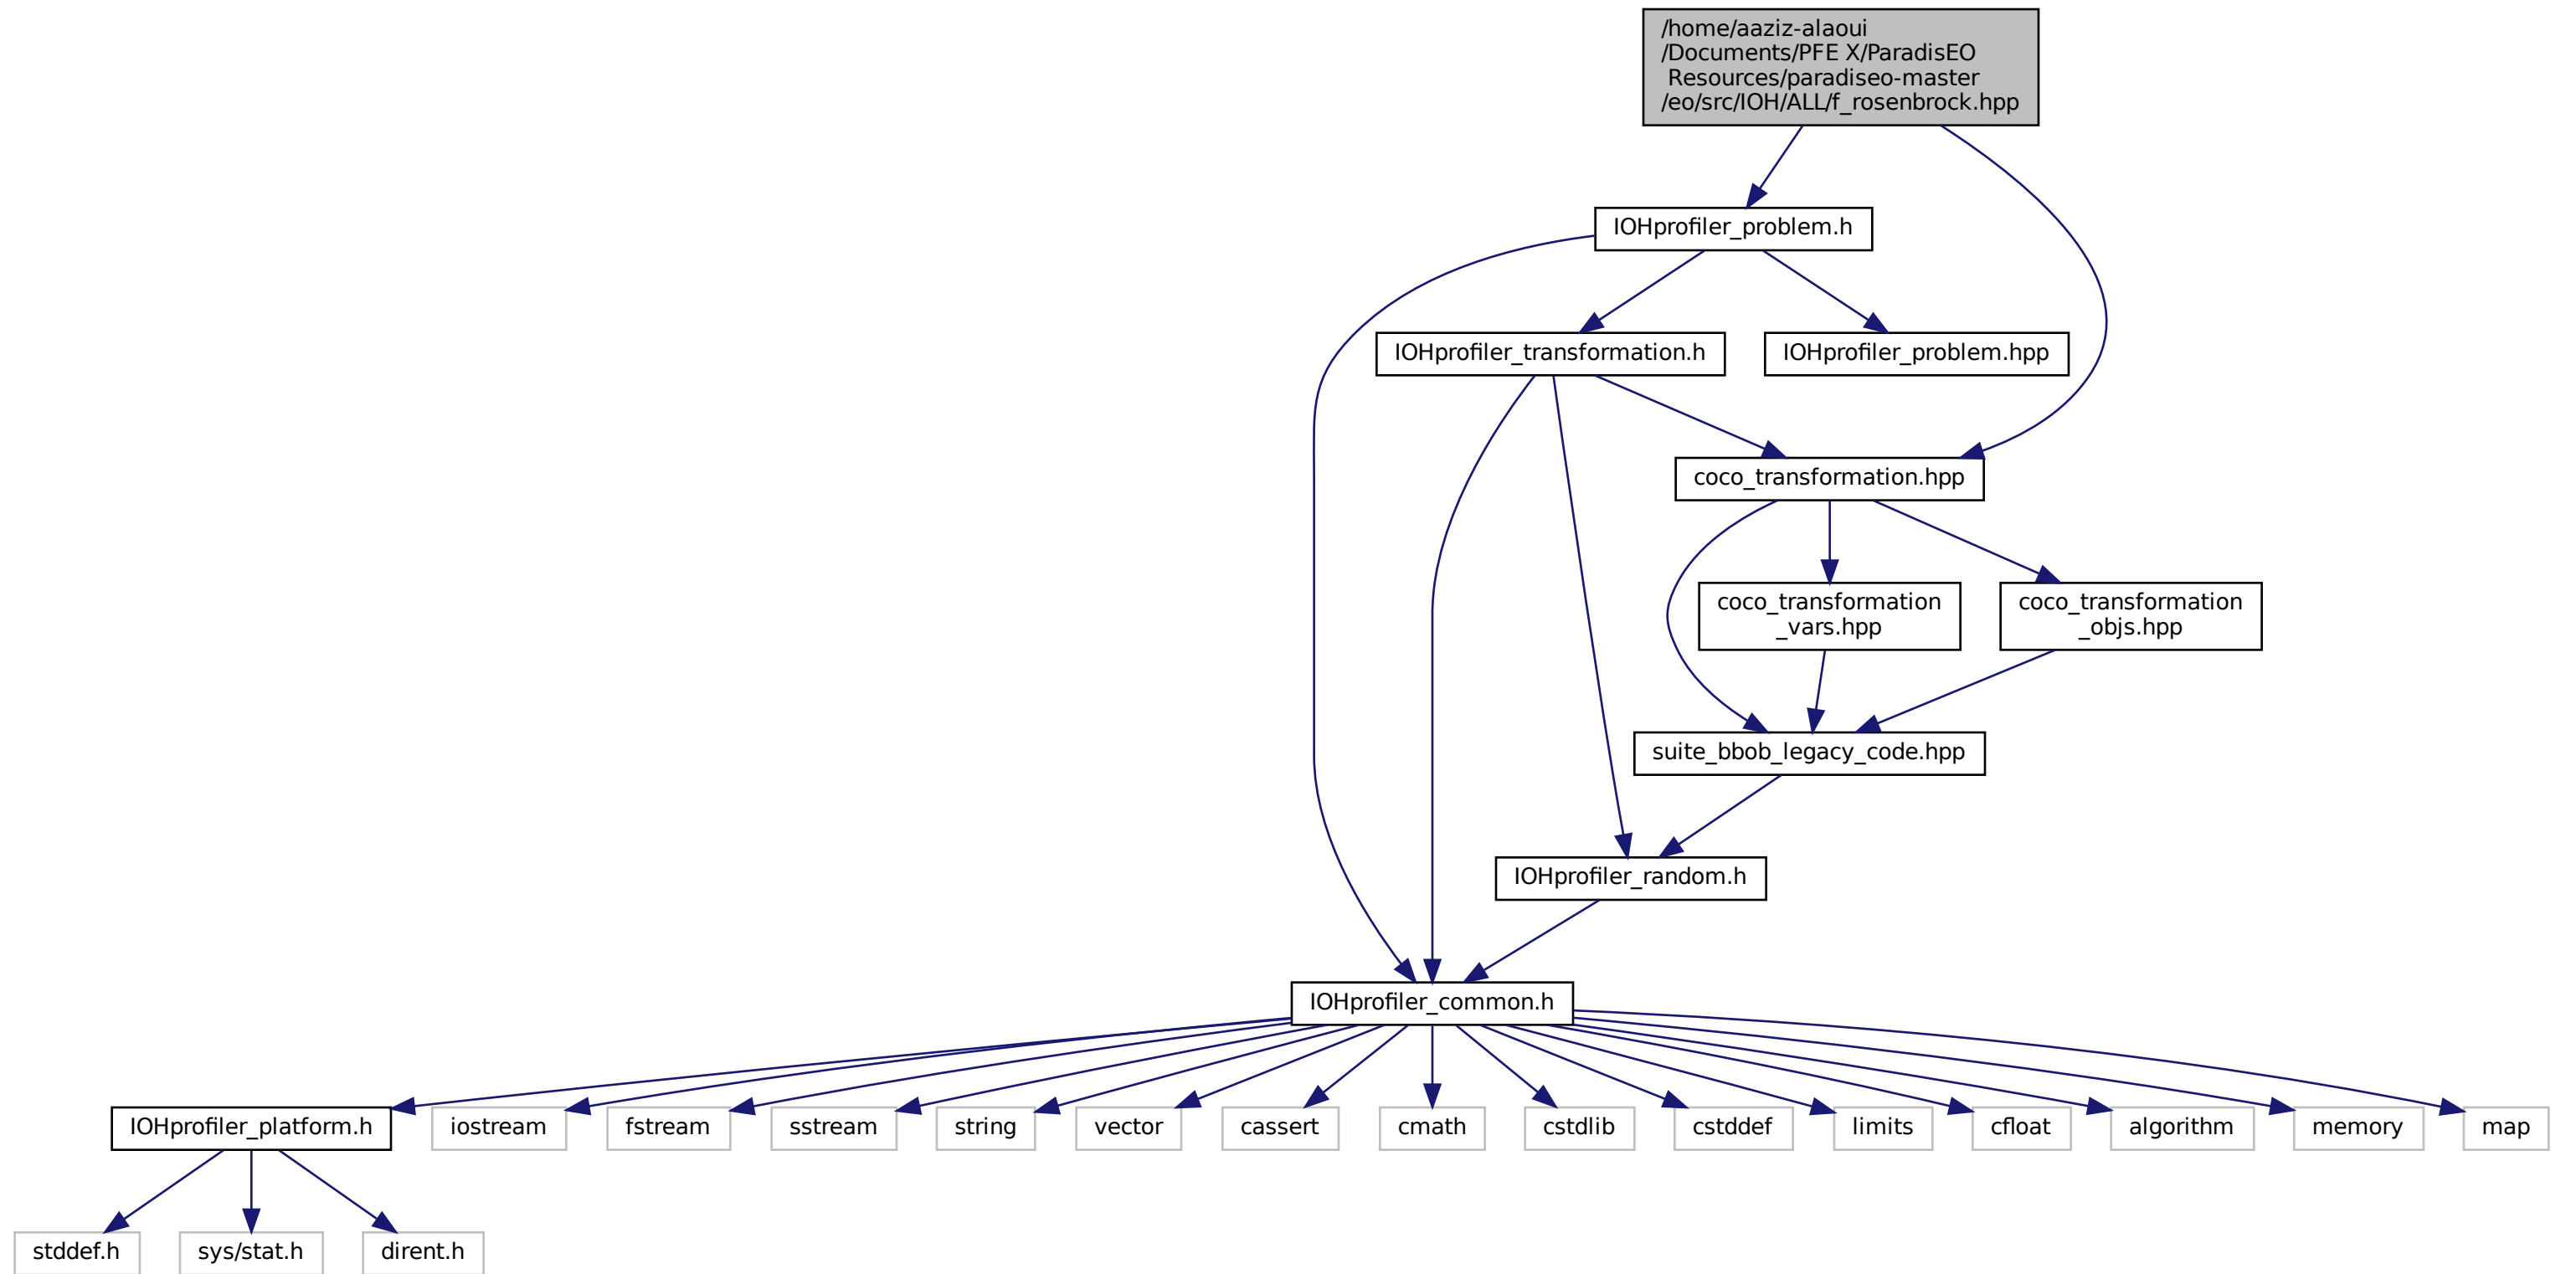 /home/aaziz-alaoui
/Documents/PFE X/ParadisEO
Resources/paradiseo-master
/eo/src/IOH/ALL/f_rosenbrock.hpp
IOHprofiler_problem.h
IOHprofiler_transformation.h
IOHprofiler_problem.hpp
coco_transformation.hpp
coco_transformation
_vars.hpp
coco_transformation
_objs.hpp
suite_bbob_legacy_code.hpp
IOHprofiler_random.h
IOHprofiler_common.h
IOHprofiler_platform.h
iostream
fstream
sstream
string
vector
cassert
cmath
cstdlib
cstddef
limits
cfloat
algorithm
memory
map
stddef.h
sys/stat.h
dirent.h